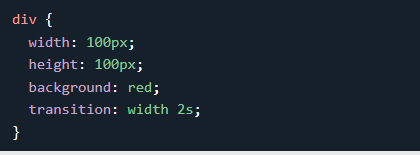 div {
  width: 100px;
  height: 100px;
  background: red;
  transition: width 2s;
}